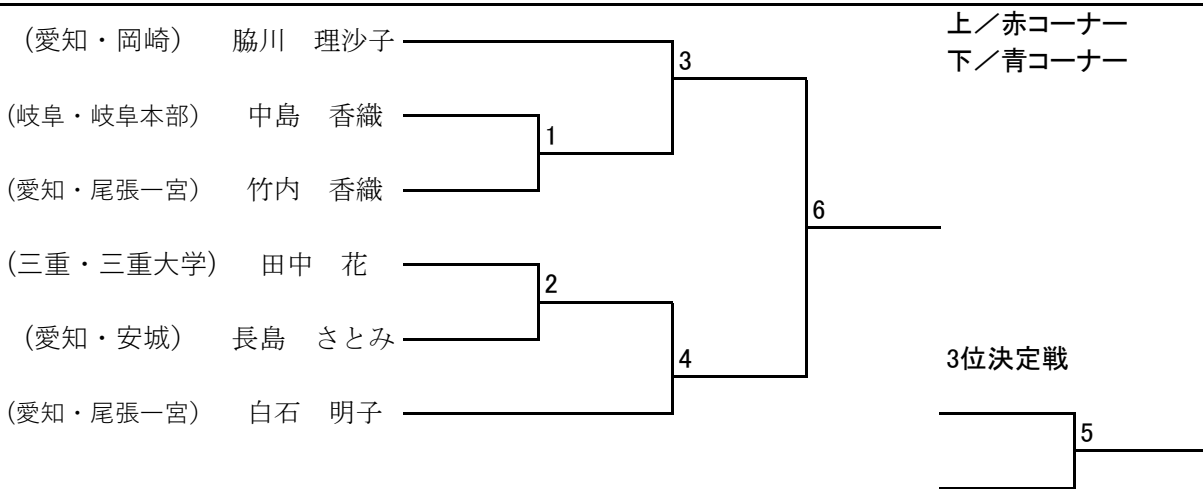 (愛知・岡崎)　脇川　理沙子
上／赤コーナー
下／青コーナー
3
(岐阜・岐阜本部)　中島　香織
1
(愛知・尾張一宮)　竹内　香織
6
(三重・三重大学)　田中　花
2
(愛知・安城)　長島　さとみ
4
3位決定戦
(愛知・尾張一宮)　白石　明子
5